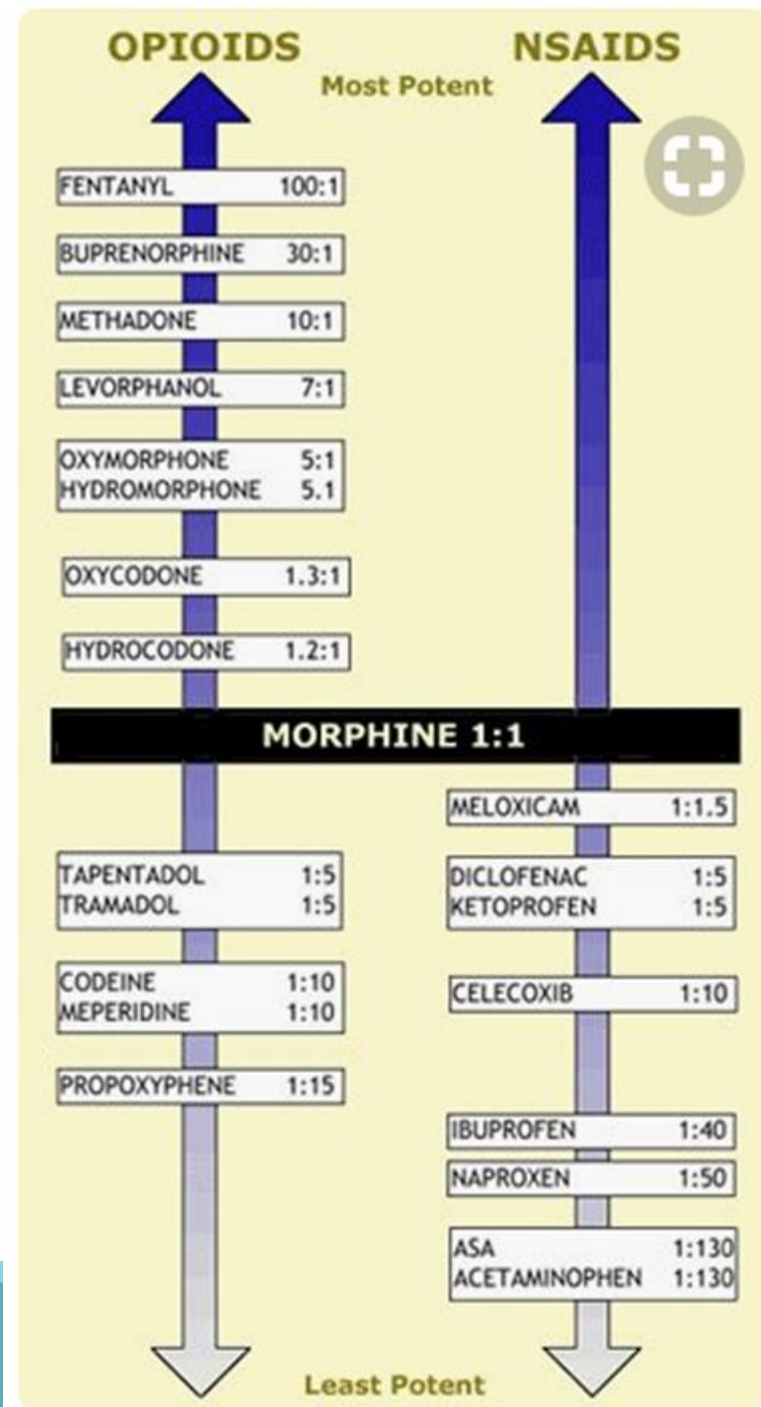 OPIOIDS NSAIDS
Most Potent
FENTANYL 100:1
BUPRENORPHINE 30:1
METHADONE 10:1
LEVORPHANOL 7:1
OXYMORPHONE 5:1
HYDROMORPHONE 5.1
OXYCODONE 1.3:1
HYDROCODONE 1.2:1
MORPHINE 1:1
TAPENTADOL 1:5
TRAMADOL 1:5
CODEINE 1:10
MEPERIDINE 1:10
PROPOXYPHENE 1:15
MELOXICAM 1:1.5
DICLOFENAC 1:5
KETOPROFEN 1:5
CELECOXIB 1:10
IBUPROFEN 1:40
NAPROXEN 1:50
ASA 1:130
ACETAMINOPHEN 1:130
Least Potent